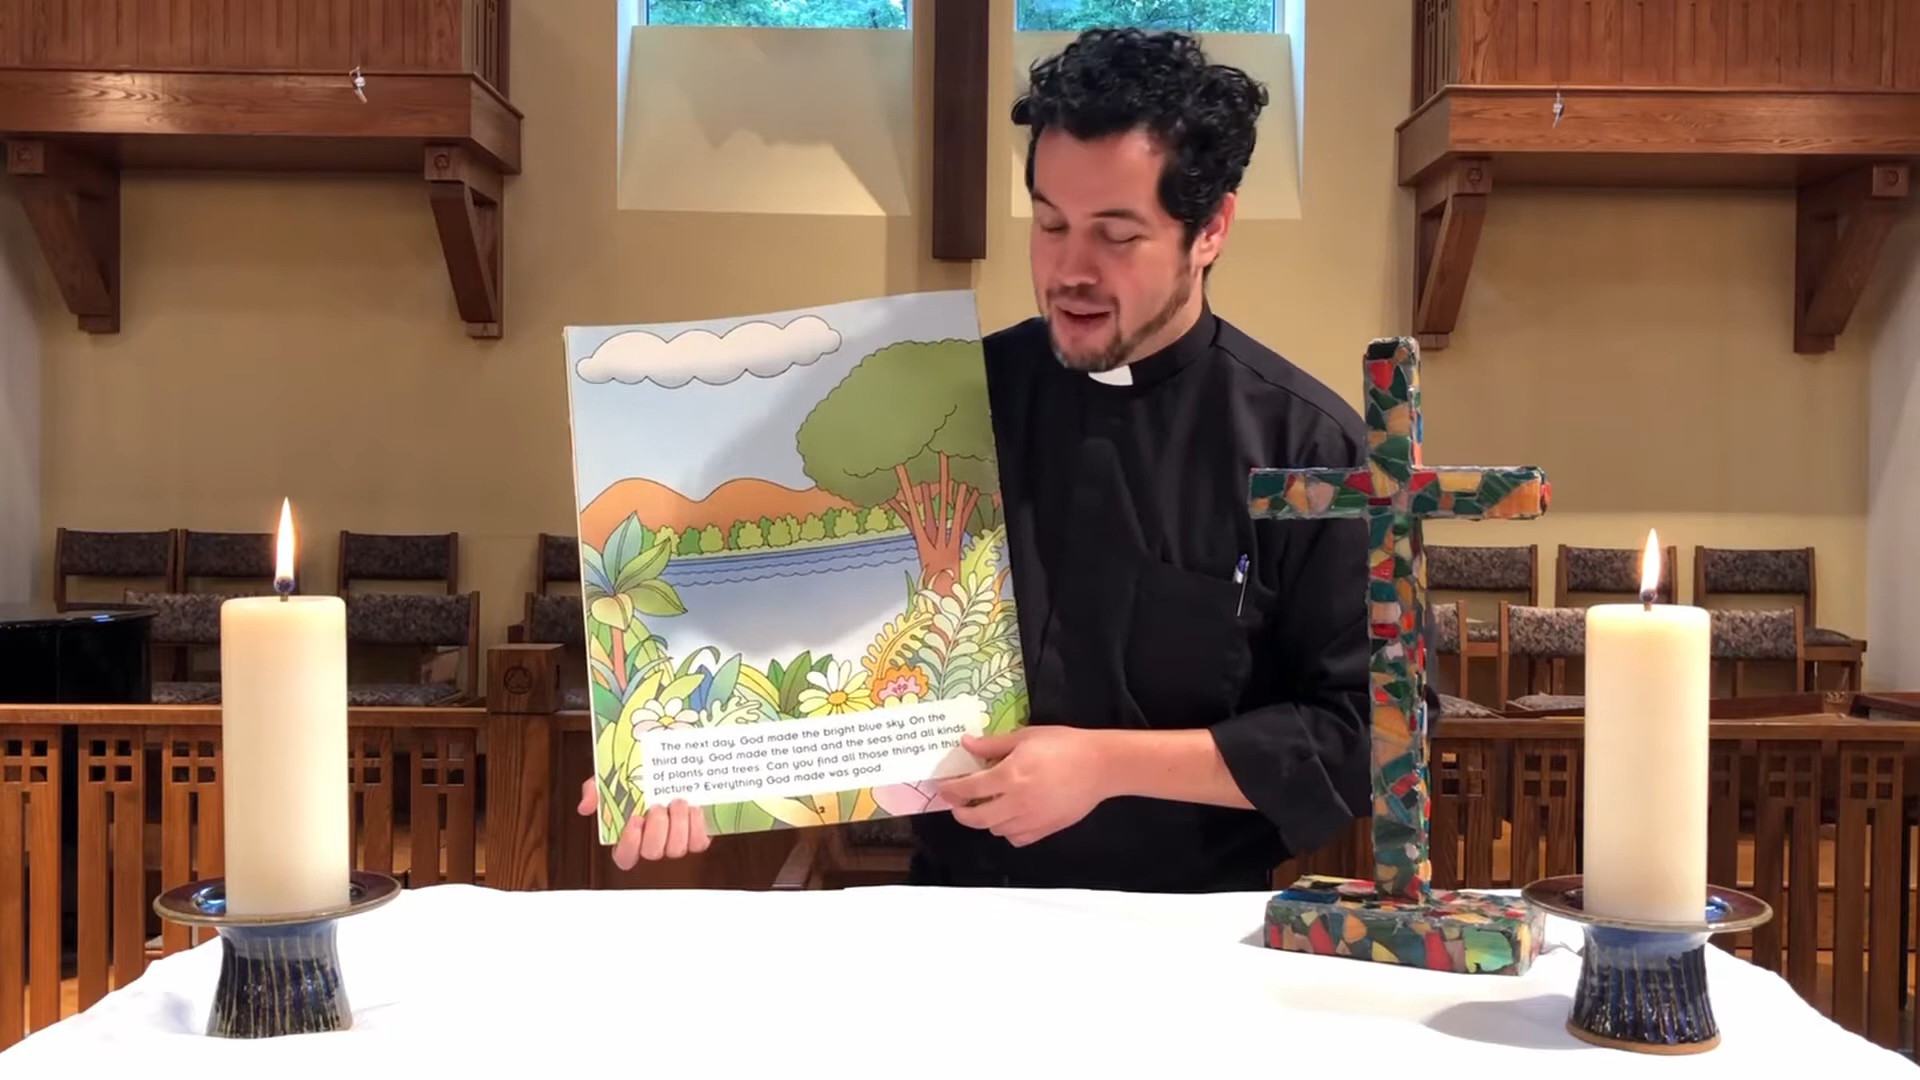 The next day, God made the bright blue sky. On the
third day, God made the land and the seas and all kinds
of plants and trees. Can you find all those things in this
picture? Everything God made was good.
2